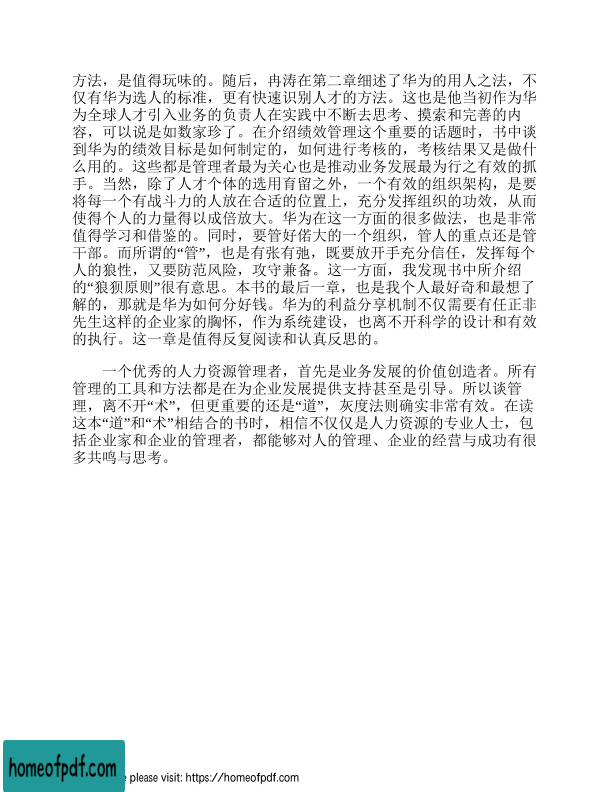 方法，是值得玩味的。随后，冉涛在第二章细述了华为的用人之法，不
仅有华为选人的标准，更有快速识别人才的方法。这也是他当初作为华
为全球人才引入业务的负责人在实践中不断去思考、摸索和完善的内
容，可以说是如数家珍了。在介绍绩效管理这个重要的话题时，书中谈
到华为的绩效目标是如何制定的，如何进行考核的，考核结果又是做什
么用的。这些都是管理者最为关心也是推动业务发展最为行之有效的抓
手。当然，除了人才个体的选用育留之外，一个有效的组织架构，是要
将每一个有战斗力的人放在合适的位置上，充分发挥组织的功效，从而
使得个人的力量得以成倍放大。华为在这一方面的很多做法，也是非常
值得学习和借鉴的。同时，要管好偌大的一个组织，管人的重点还是管
干部。而所谓的“管”，也是有张有弛，既要放开手充分信任，发挥每个
人的狼性，又要防范风险，攻守兼备。这一方面，我发现书中所介绍
的“狼狈原则”很有意思。本书的最后一章，也是我个人最好奇和最想了
解的，那就是华为如何分好钱。华为的利益分享机制不仅需要有任正非
先生这样的企业家的胸怀，作为系统建设，也离不开科学的设计和有效
的执行。这一章是值得反复阅读和认真反思的。
一个优秀的人力资源管理者，首先是业务发展的价值创造者。所有
管理的工具和方法都是在为企业发展提供支持甚至是引导。所以谈管
理，离不开“术”，但更重要的还是“道”，灰度法则确实非常有效。在读
这本“道”和“术”相结合的书时，相信不仅仅是人力资源的专业人士，包
括企业家和企业的管理者，都能够对人的管理、企业的经营与成功有很
多共鸣与思考。
homeofpdf.com
please visit: https://homeofpdf.com